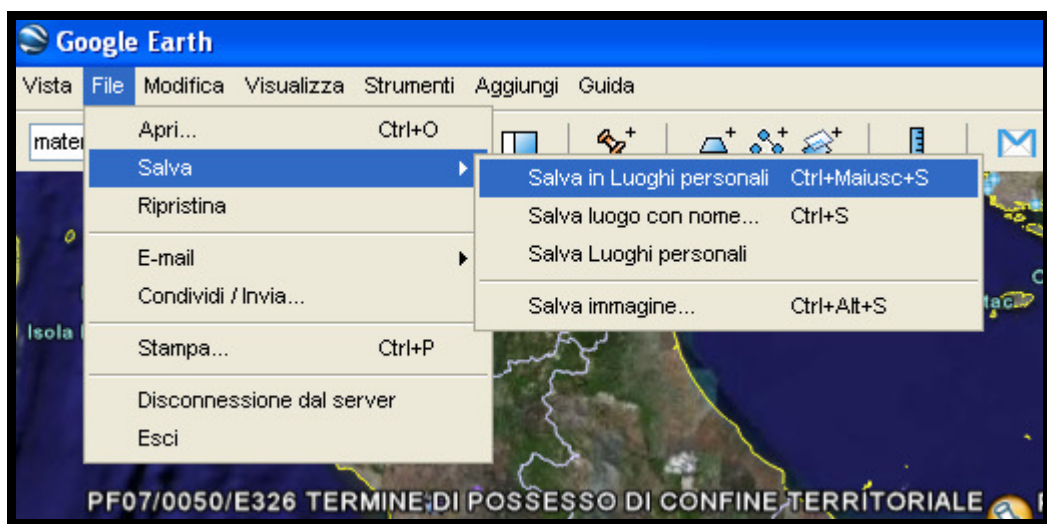 Google Earth
Vista File Modifica Visualizza Strumenti Aggiungi Guida
mater
Apri... Ctrl+O
Salva
Salva in Luoghi personali Ctrl+Maiusc+S
Ripristina
Salva luogo con nome... Ctrl+S
E-mail
Salva Luoghi personali
Condividi / Invia...
Salva immagine... Ctrl+Alt+S
Isola
Stampa... Ctrl+P
Disconnessione dal server
Esci
PF07/0050/E326 TERMINE DI POSSESSO DI CONFINE TERRITORIALE